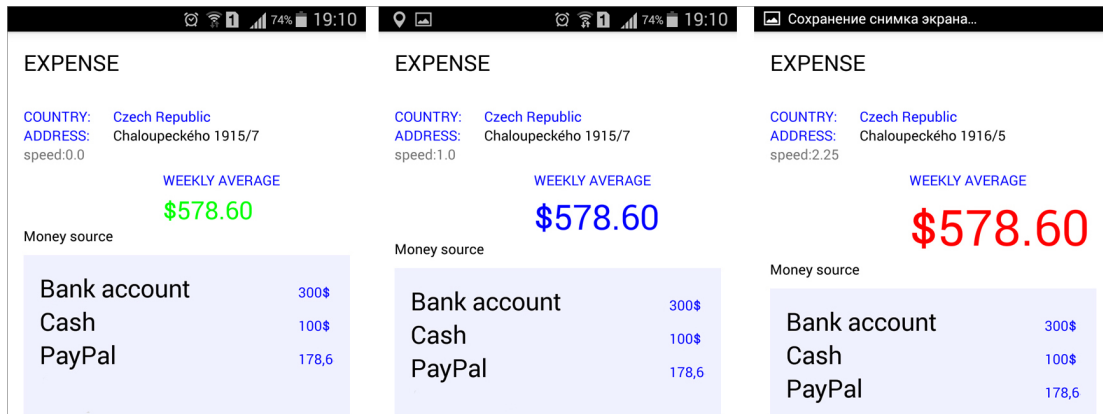 74% 19:10
EXPENSE
COUNTRY: Czech Republic
ADDRESS: Chaloupeckého 1915/7
speed:0.0
WEEKLY AVERAGE
$578.60
Money source
Bank account 300$
Cash 100$
PayPal 178,6
1 74% 19:10
EXPENSE
COUNTRY: Czech Republic
ADDRESS: Chaloupeckého 1915/7
speed:1.0
WEEKLY AVERAGE
$578.60
Money source
Bank account 300$
Cash 100$
PayPal 178,6
Сохранение снимка экрана...
EXPENSE
COUNTRY: Czech Republic
ADDRESS: Chaloupeckého 1916/5
speed:2.25
WEEKLY AVERAGE
$578.60
Money source
Bank account 300$
Cash 100$
PayPal 178,6